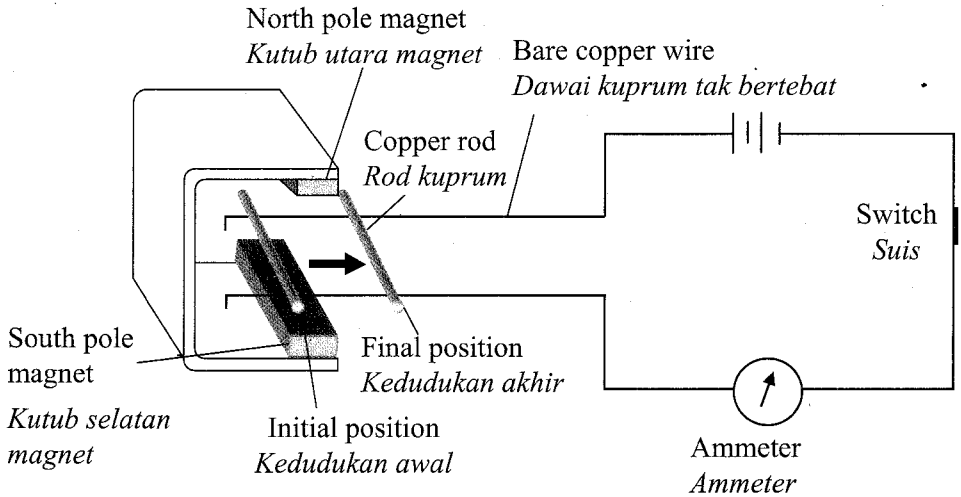 North pole magnet
Kutub utara magnet
Bare copper wire
Dawai kuprum tak bertebat
Copper rod
Rod kuprum
Switch
Suis
South pole
magnet
Kutub selatan
magnet
Final position
Kedudukan akhir
Initial position
Kedudukan awal
Ammeter
Ammeter